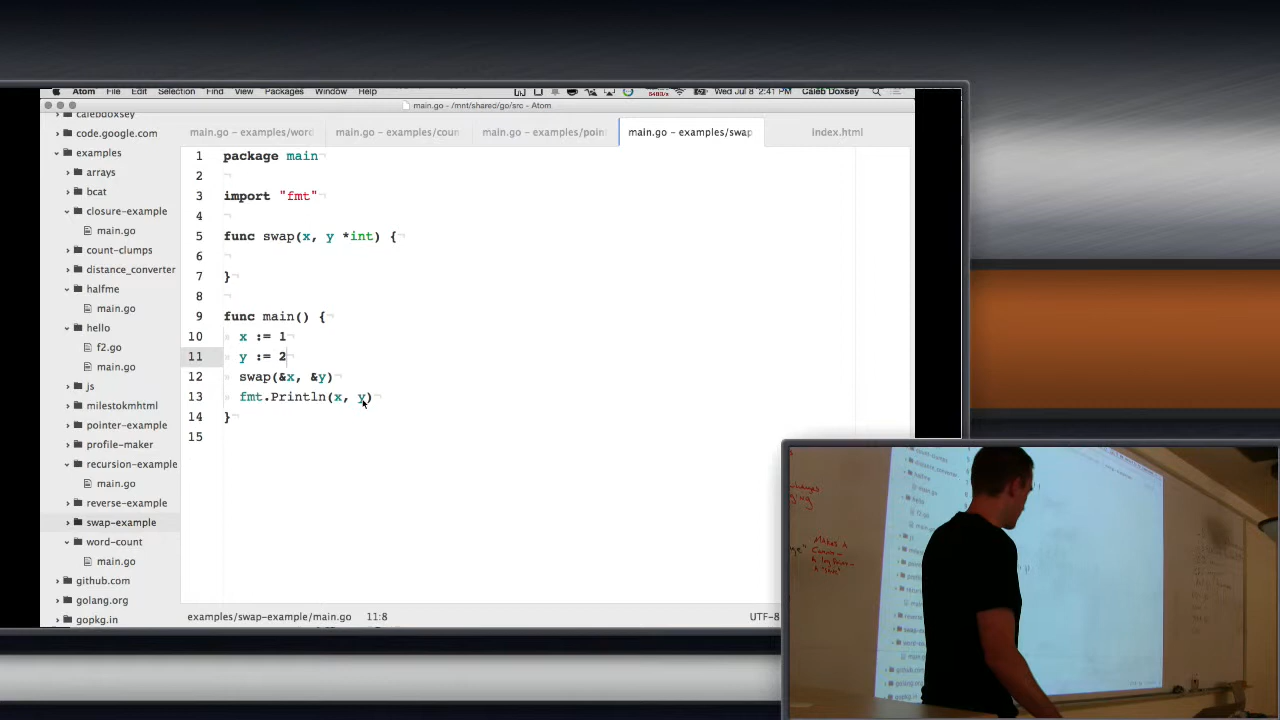 Atom File Edit Selection Find View Packages Window Help Wed Jul 8 2:41 PM Caleb Doxsey
main.go - /mnt/shared/go/src - Atom
calebdoxsey
code.google.com
examples
arrays
bcat
closure-example
main.go
count-clumps
distance_converter
halfme
main.go
hello
f2.go
main.go
js
milestokmhtml
pointer-example
profile-maker
recursion-example
main.go
reverse-example
swap-example
word-count
main.go
github.com
golang.org
gopkg.in
main.go - examples/word main.go - examples/coun main.go - examples/poin main.go - examples/swap index.html
1 package main
2
3 import "fmt"
4
5 func swap(x, y *int) {
6
7 }
8
9 func main() {
10 x := 1
11 y := 2
12 swap(&x, &y)
13 fmt.Println(x, y)
14 }
15
examples/swap-example/main.go 11:8 UTF-8
Makes a